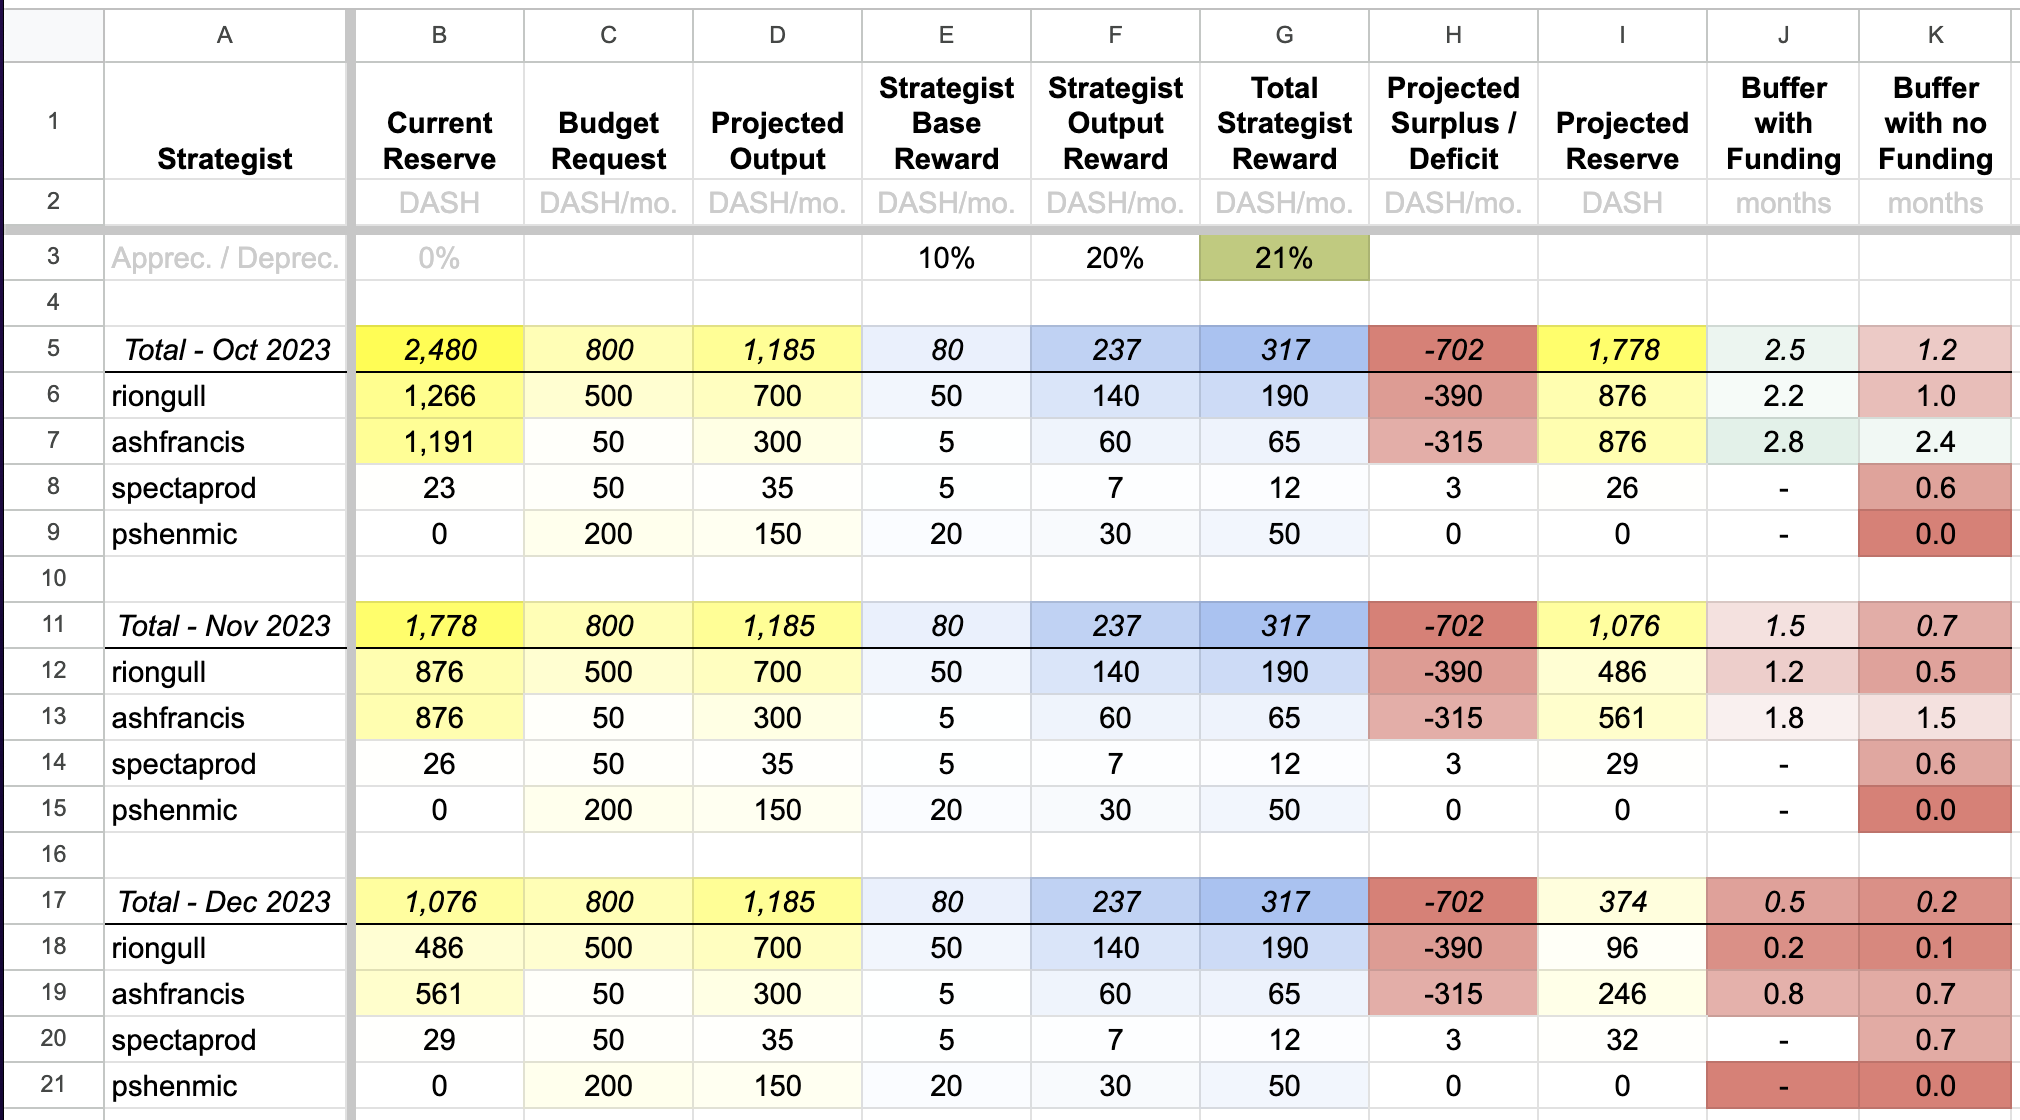 A B C D E F G H I J K
1 Strategist Current Reserve Budget Request Projected Output Strategist Base Reward Strategist Output Reward Total Strategist Reward Projected Surplus / Deficit Projected Reserve Buffer with Funding Buffer with no Funding
2 DASH DASH/mo. DASH/mo. DASH/mo. DASH/mo. DASH/mo. DASH/mo. DASH months months
3 Apprec. / Deprec. 0% 10% 20% 21%
4
5 Total - Oct 2023 2,480 800 1,185 80 237 317 -702 1,778 2.5 1.2
6 riongull 1,266 500 700 50 140 190 -390 876 2.2 1.0
7 ashfrancis 1,191 50 300 5 60 65 -315 876 2.8 2.4
8 spectaprod 23 50 35 5 7 12 3 26 - 0.6
9 pshenmic 0 200 150 20 30 50 0 0 - 0.0
10
11 Total - Nov 2023 1,778 800 1,185 80 237 317 -702 1,076 1.5 0.7
12 riongull 876 500 700 50 140 190 -390 486 1.2 0.5
13 ashfrancis 876 50 300 5 60 65 -315 561 1.8 1.5
14 spectaprod 26 50 35 5 7 12 3 29 - 0.6
15 pshenmic 0 200 150 20 30 50 0 0 - 0.0
16
17 Total - Dec 2023 1,076 800 1,185 80 237 317 -702 374 0.5 0.2
18 riongull 486 500 700 50 140 190 -390 96 0.2 0.1
19 ashfrancis 561 50 300 5 60 65 -315 246 0.8 0.7
20 spectaprod 29 50 35 5 7 12 3 32 - 0.7
21 pshenmic 0 200 150 20 30 50 0 0 - 0.0